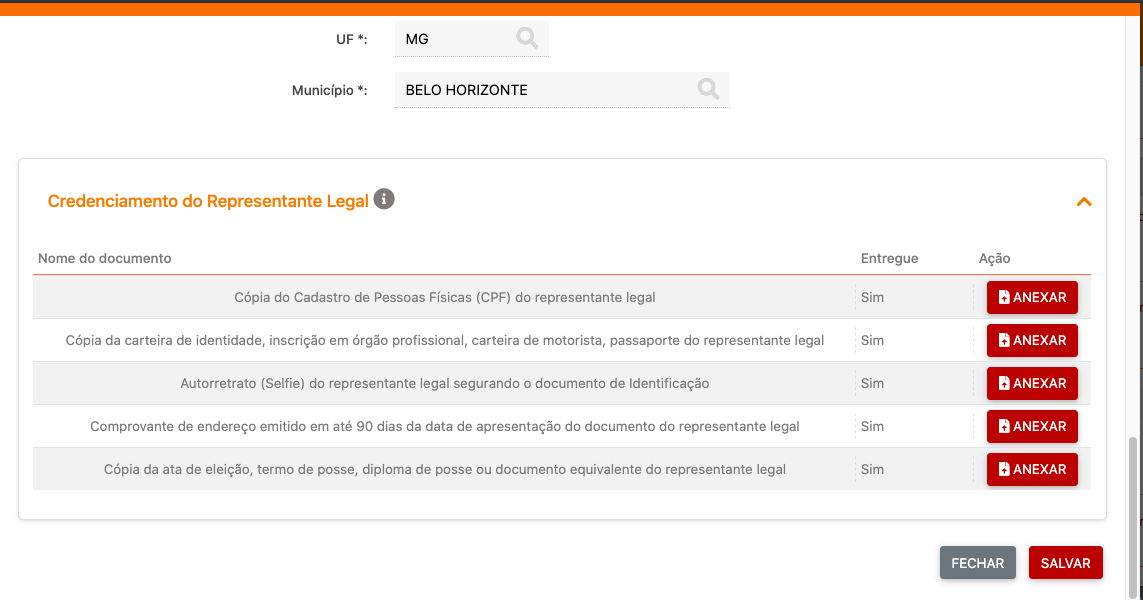 UF *: MG
Município *: BELO HORIZONTE
Credenciamento do Representante Legal
Nome do documento Entregue Ação
Cópia do Cadastro de Pessoas Físicas (CPF) do representante legal Sim ANEXAR
Cópia da carteira de identidade, inscrição em órgão profissional, carteira de motorista, passaporte do representante legal Sim ANEXAR
Autorretrato (Selfie) do representante legal segurando o documento de Identificação Sim ANEXAR
Comprovante de endereço emitido em até 90 dias da data de apresentação do documento do representante legal Sim ANEXAR
Cópia da ata de eleição, termo de posse, diploma de posse ou documento equivalente do representante legal Sim ANEXAR
FECHAR SALVAR